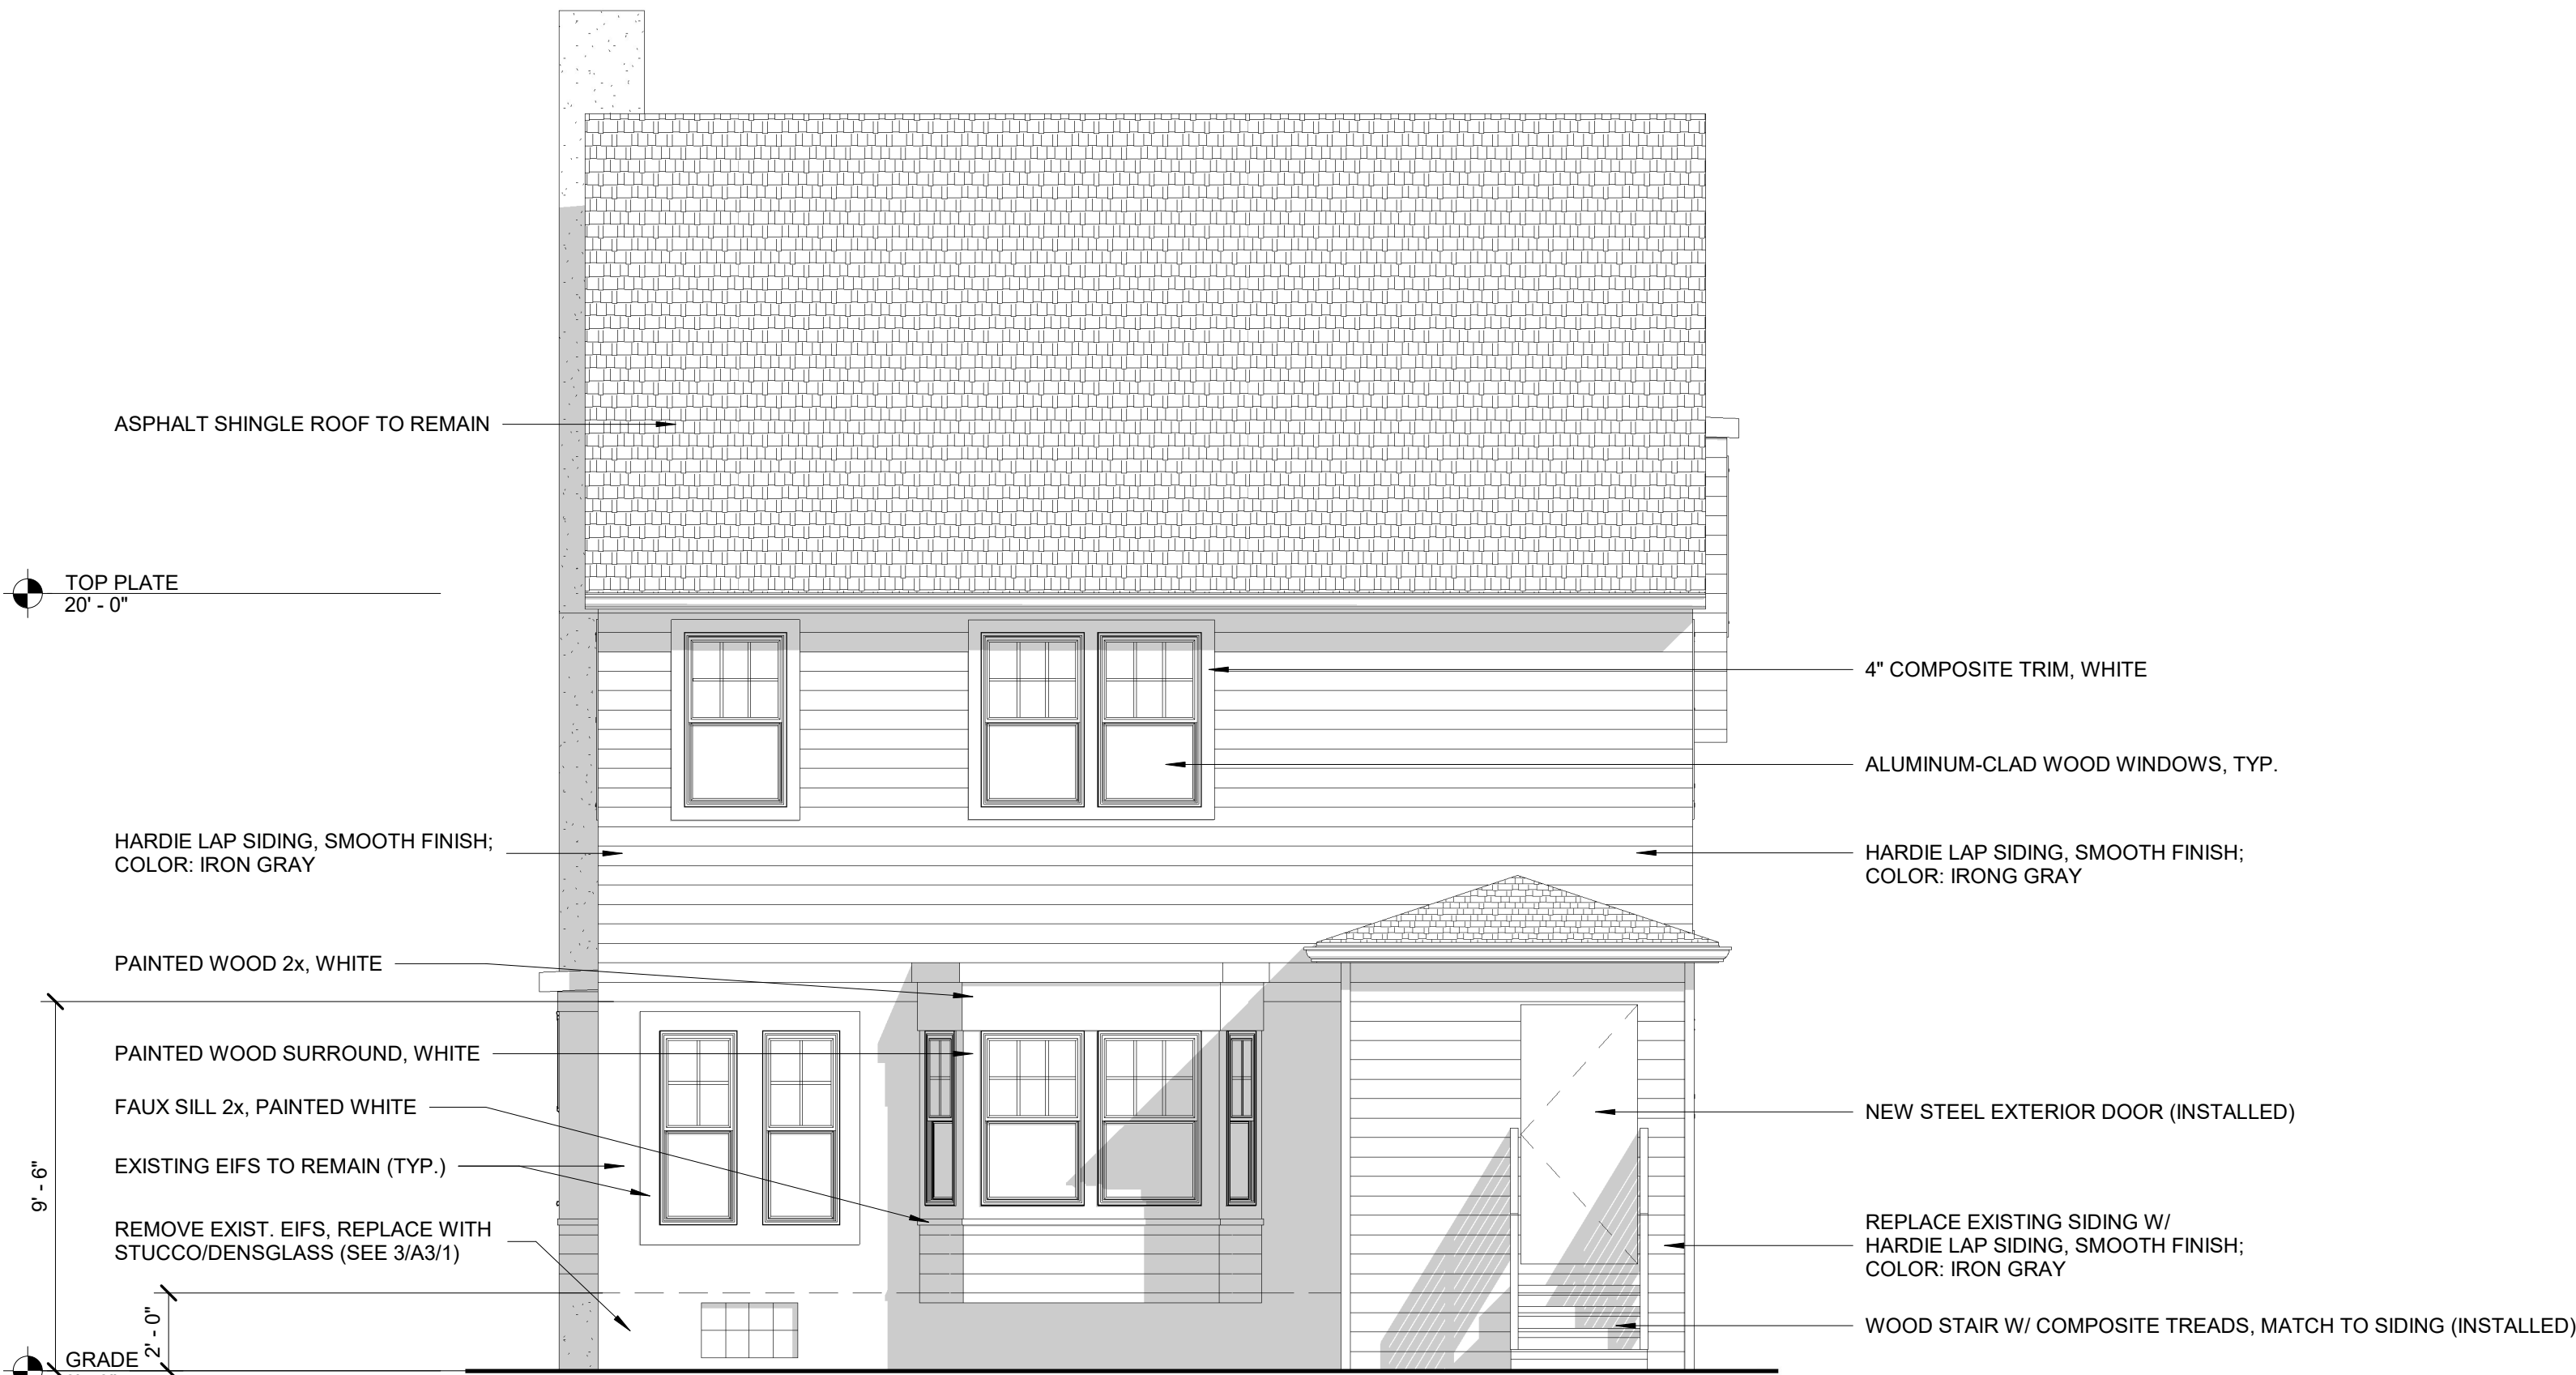 ASPHALT SHINGLE ROOF TO REMAIN
TOP PLATE
20' - 0"
4" COMPOSITE TRIM, WHITE
ALUMINUM-CLAD WOOD WINDOWS, TYP.
HARDIE LAP SIDING, SMOOTH FINISH;
COLOR: IRON GRAY
HARDIE LAP SIDING, SMOOTH FINISH;
COLOR: IRONG GRAY
PAINTED WOOD 2x, WHITE
PAINTED WOOD SURROUND, WHITE
FAUX SILL 2x, PAINTED WHITE
NEW STEEL EXTERIOR DOOR (INSTALLED)
EXISTING EIFS TO REMAIN (TYP.)
9' - 6"
REMOVE EXIST. EIFS, REPLACE WITH
STUCCO/DENSGLASS (SEE 3/A3/1)
REPLACE EXISTING SIDING W/
HARDIE LAP SIDING, SMOOTH FINISH;
COLOR: IRON GRAY
2' - 0"
WOOD STAIR W/ COMPOSITE TREADS, MATCH TO SIDING (INSTALLED)
GRADE